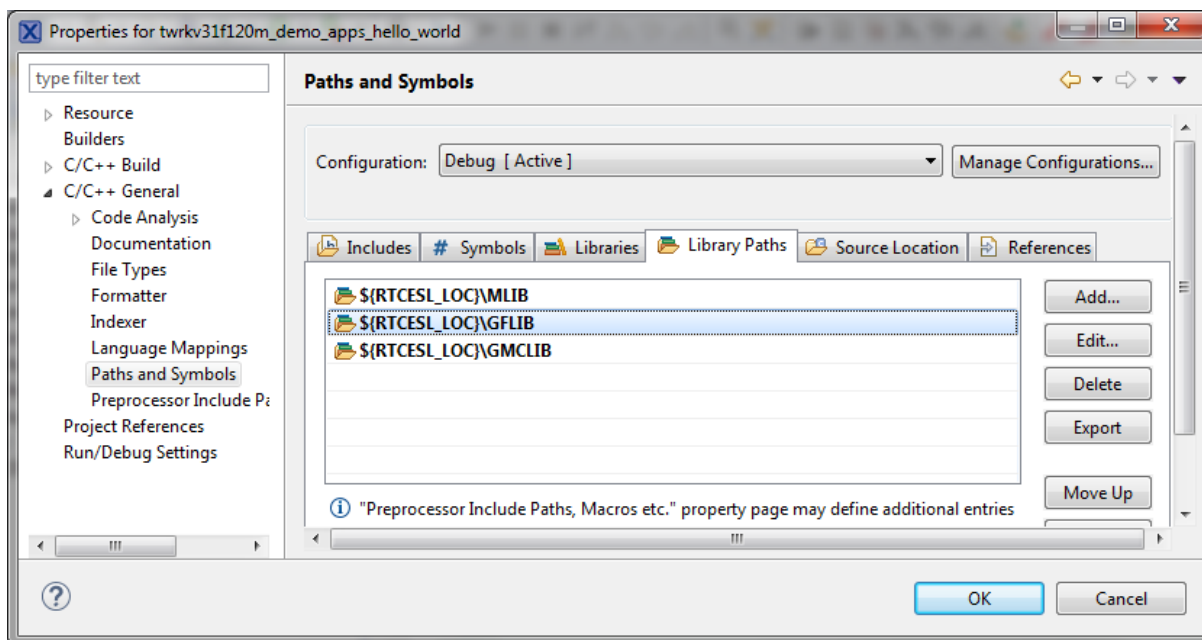 Properties for twrkv31f120m_demo_apps_hello_world
type filter text
Resource
Builders
C/C++ Build
C/C++ General
Code Analysis
Documentation
File Types
Formatter
Indexer
Language Mappings
Paths and Symbols
Preprocessor Include Pa
Project References
Run/Debug Settings
Paths and Symbols
Configuration: Debug [ Active ] Manage Configurations...
Includes # Symbols Libraries Library Paths Source Location References
${RTCESL_LOC}\MLIB
${RTCESL_LOC}\GFLIB
${RTCESL_LOC}\GMCLIB
Add...
Edit...
Delete
Export
Move Up
"Preprocessor Include Paths, Macros etc." property page may define additional entries
OK Cancel